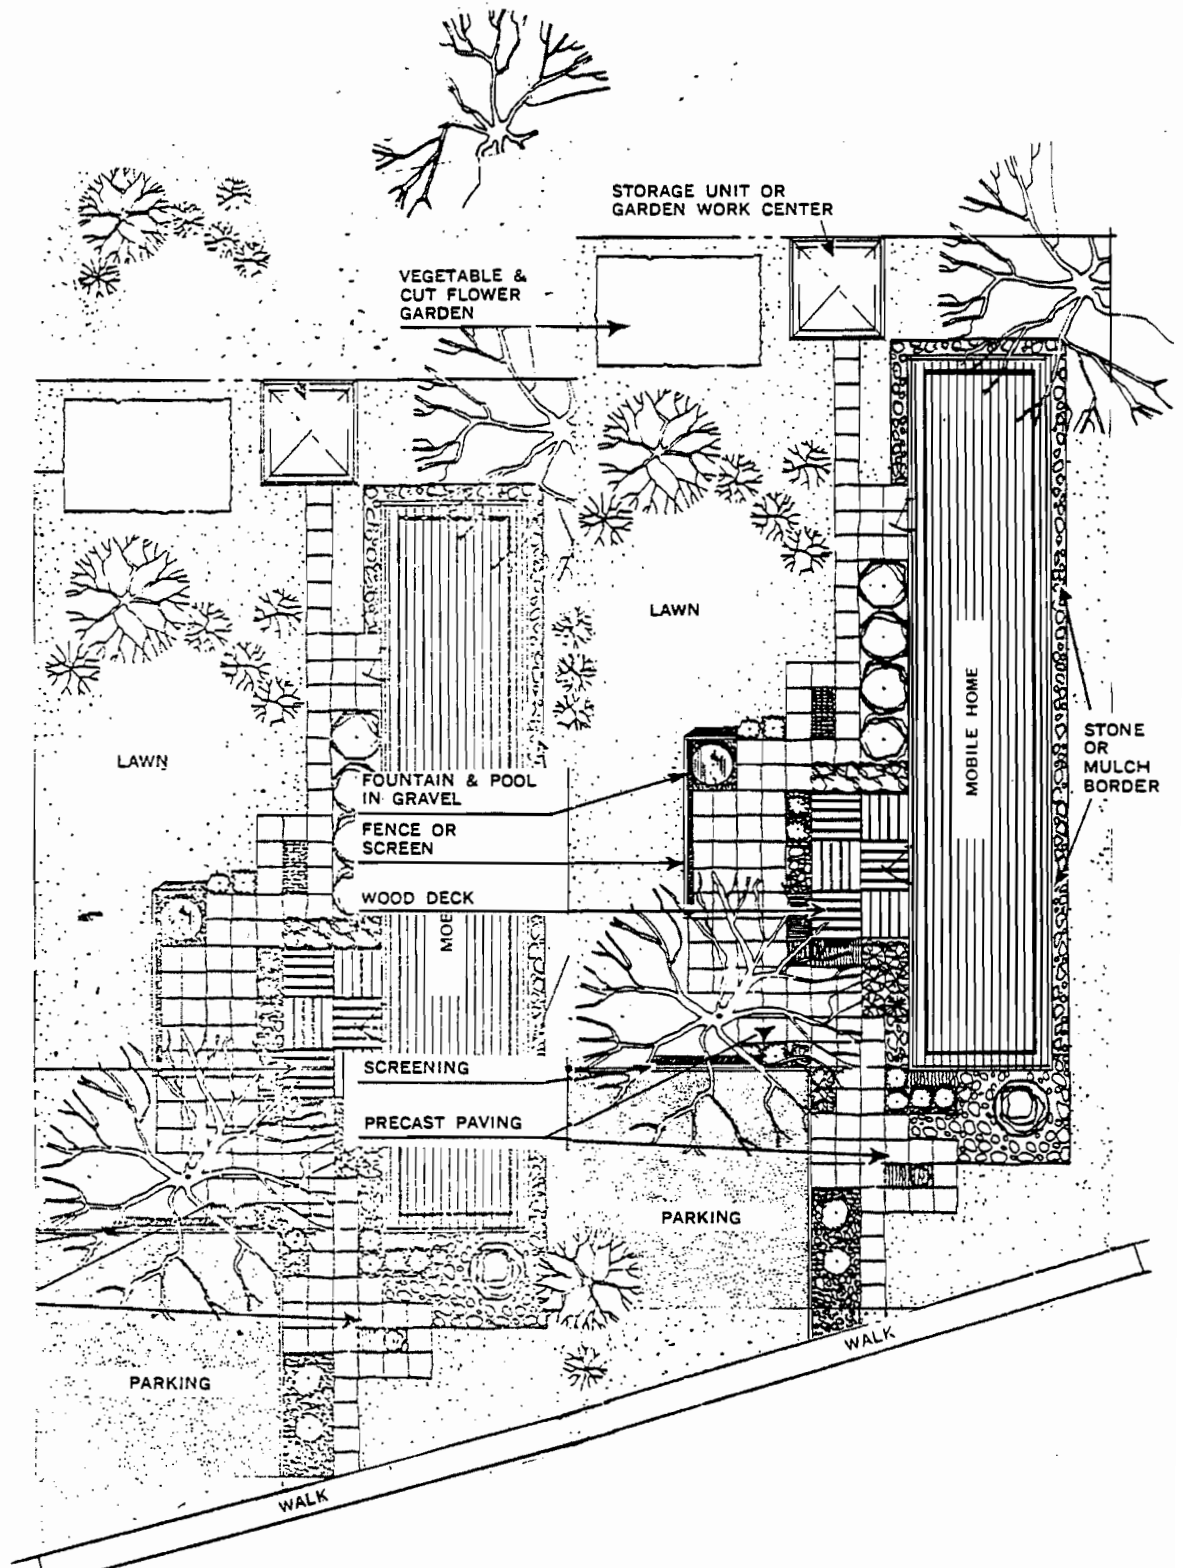 STORAGE UNIT OR
GARDEN WORK CENTER
VEGETABLE &
CUT FLOWER
GARDEN
LAWN
MOBILE HOME
STONE
OR
MULCH
BORDER
LAWN
FOUNTAIN & POOL
IN GRAVEL
FENCE OR
SCREEN
WOOD DECK
MOB
SCREENING
PRECAST PAVING
PARKING
WALK
PARKING
WALK